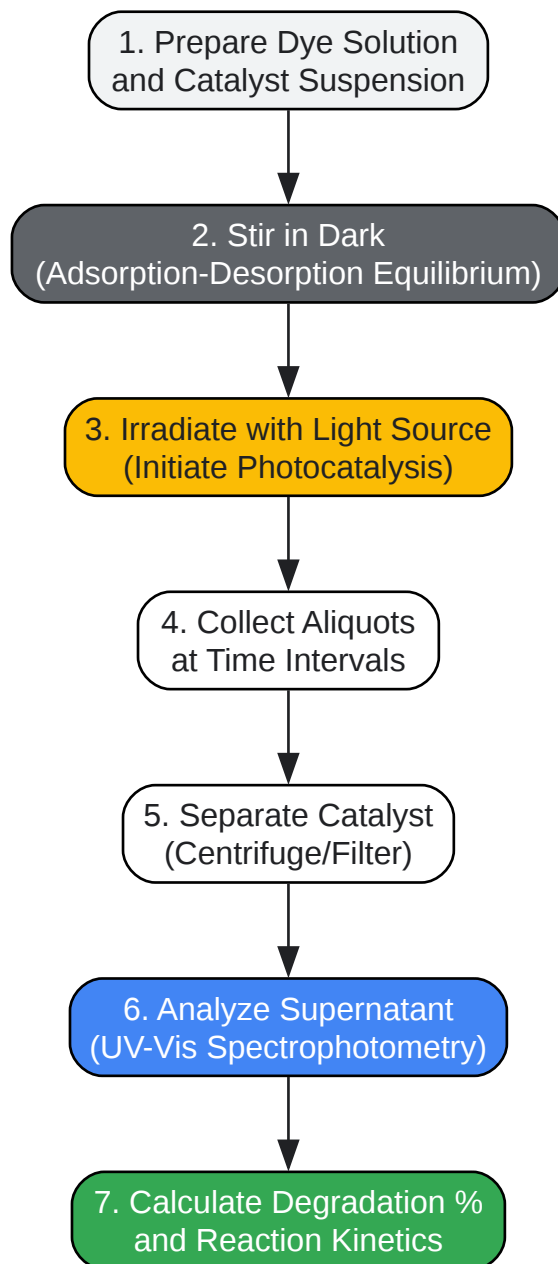 1. Prepare Dye Solution
and Catalyst Suspension
2. Stir in Dark
(Adsorption-Desorption Equilibrium)
3. Irradiate with Light Source
(Initiate Photocatalysis)
4. Collect Aliquots
at Time Intervals
5. Separate Catalyst
(Centrifuge/Filter)
6. Analyze Supernatant
(UV-Vis Spectrophotometry)
7. Calculate Degradation %
and Reaction Kinetics